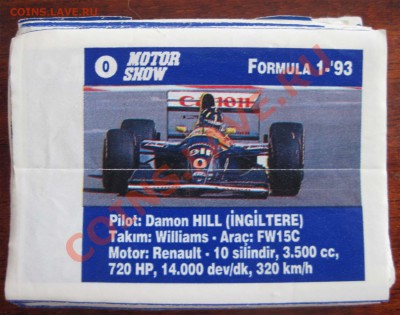 COINS.LAVE.RU
0
MOTOR SHOW
FORMULA 1-'93
Canon
0
Pilot: Damon HILL (İNGİLTERE)
Takım: Williams - Araç: FW15C
Motor: Renault - 10 silindir, 3.500 cc,
720 HP, 14.000 dev/dk, 320 km/h
COINS.LAVE.RU